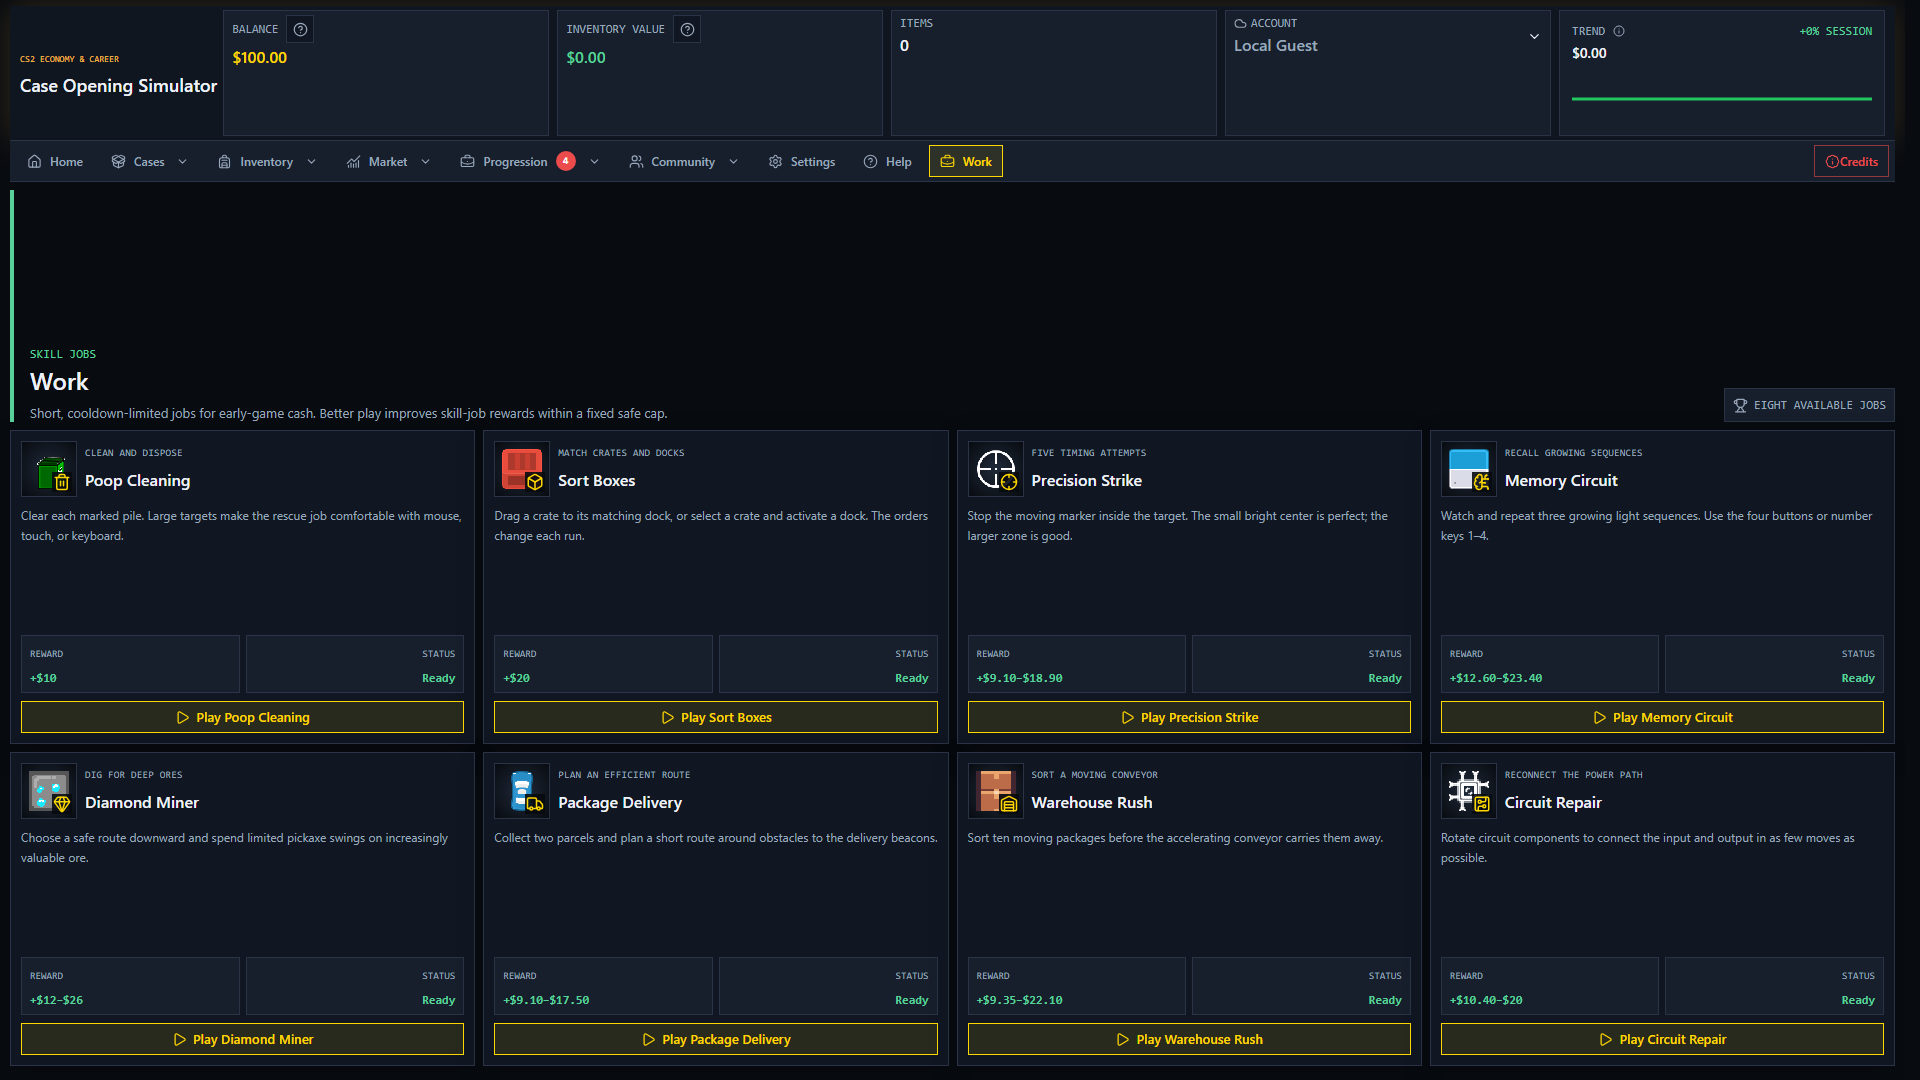 CS2 ECONOMY & CAREER
Case Opening Simulator
BALANCE
$100.00
INVENTORY VALUE
$0.00
ITEMS
0
ACCOUNT
Local Guest
TREND
+0% SESSION
$0.00
Home
Cases
Inventory
Market
Progression 4
Community
Settings
Help
Work
Credits
SKILL JOBS
Work
Short, cooldown-limited jobs for early-game cash. Better play improves skill-job rewards within a fixed safe cap.
EIGHT AVAILABLE JOBS
CLEAN AND DISPOSE
Poop Cleaning
Clear each marked pile. Large targets make the rescue job comfortable with mouse,
touch, or keyboard.
REWARD
+$10
STATUS
Ready
Play Poop Cleaning
MATCH CRATES AND DOCKS
Sort Boxes
Drag a crate to its matching dock, or select a crate and activate a dock. The orders
change each run.
REWARD
+$20
STATUS
Ready
Play Sort Boxes
FIVE TIMING ATTEMPTS
Precision Strike
Stop the moving marker inside the target. The small bright center is perfect; the
larger zone is good.
REWARD
+$9.10–$18.90
STATUS
Ready
Play Precision Strike
RECALL GROWING SEQUENCES
Memory Circuit
Watch and repeat three growing light sequences. Use the four buttons or number
keys 1–4.
REWARD
+$12.60–$23.40
STATUS
Ready
Play Memory Circuit
DIG FOR DEEP ORES
Diamond Miner
Choose a safe route downward and spend limited pickaxe swings on increasingly
valuable ore.
REWARD
+$12–$26
STATUS
Ready
Play Diamond Miner
PLAN AN EFFICIENT ROUTE
Package Delivery
Collect two parcels and plan a short route around obstacles to the delivery beacons.
REWARD
+$9.10–$17.50
STATUS
Ready
Play Package Delivery
SORT A MOVING CONVEYOR
Warehouse Rush
Sort ten moving packages before the accelerating conveyor carries them away.
REWARD
+$9.35–$22.10
STATUS
Ready
Play Warehouse Rush
RECONNECT THE POWER PATH
Circuit Repair
Rotate circuit components to connect the input and output in as few moves as
possible.
REWARD
+$10.40–$20
STATUS
Ready
Play Circuit Repair